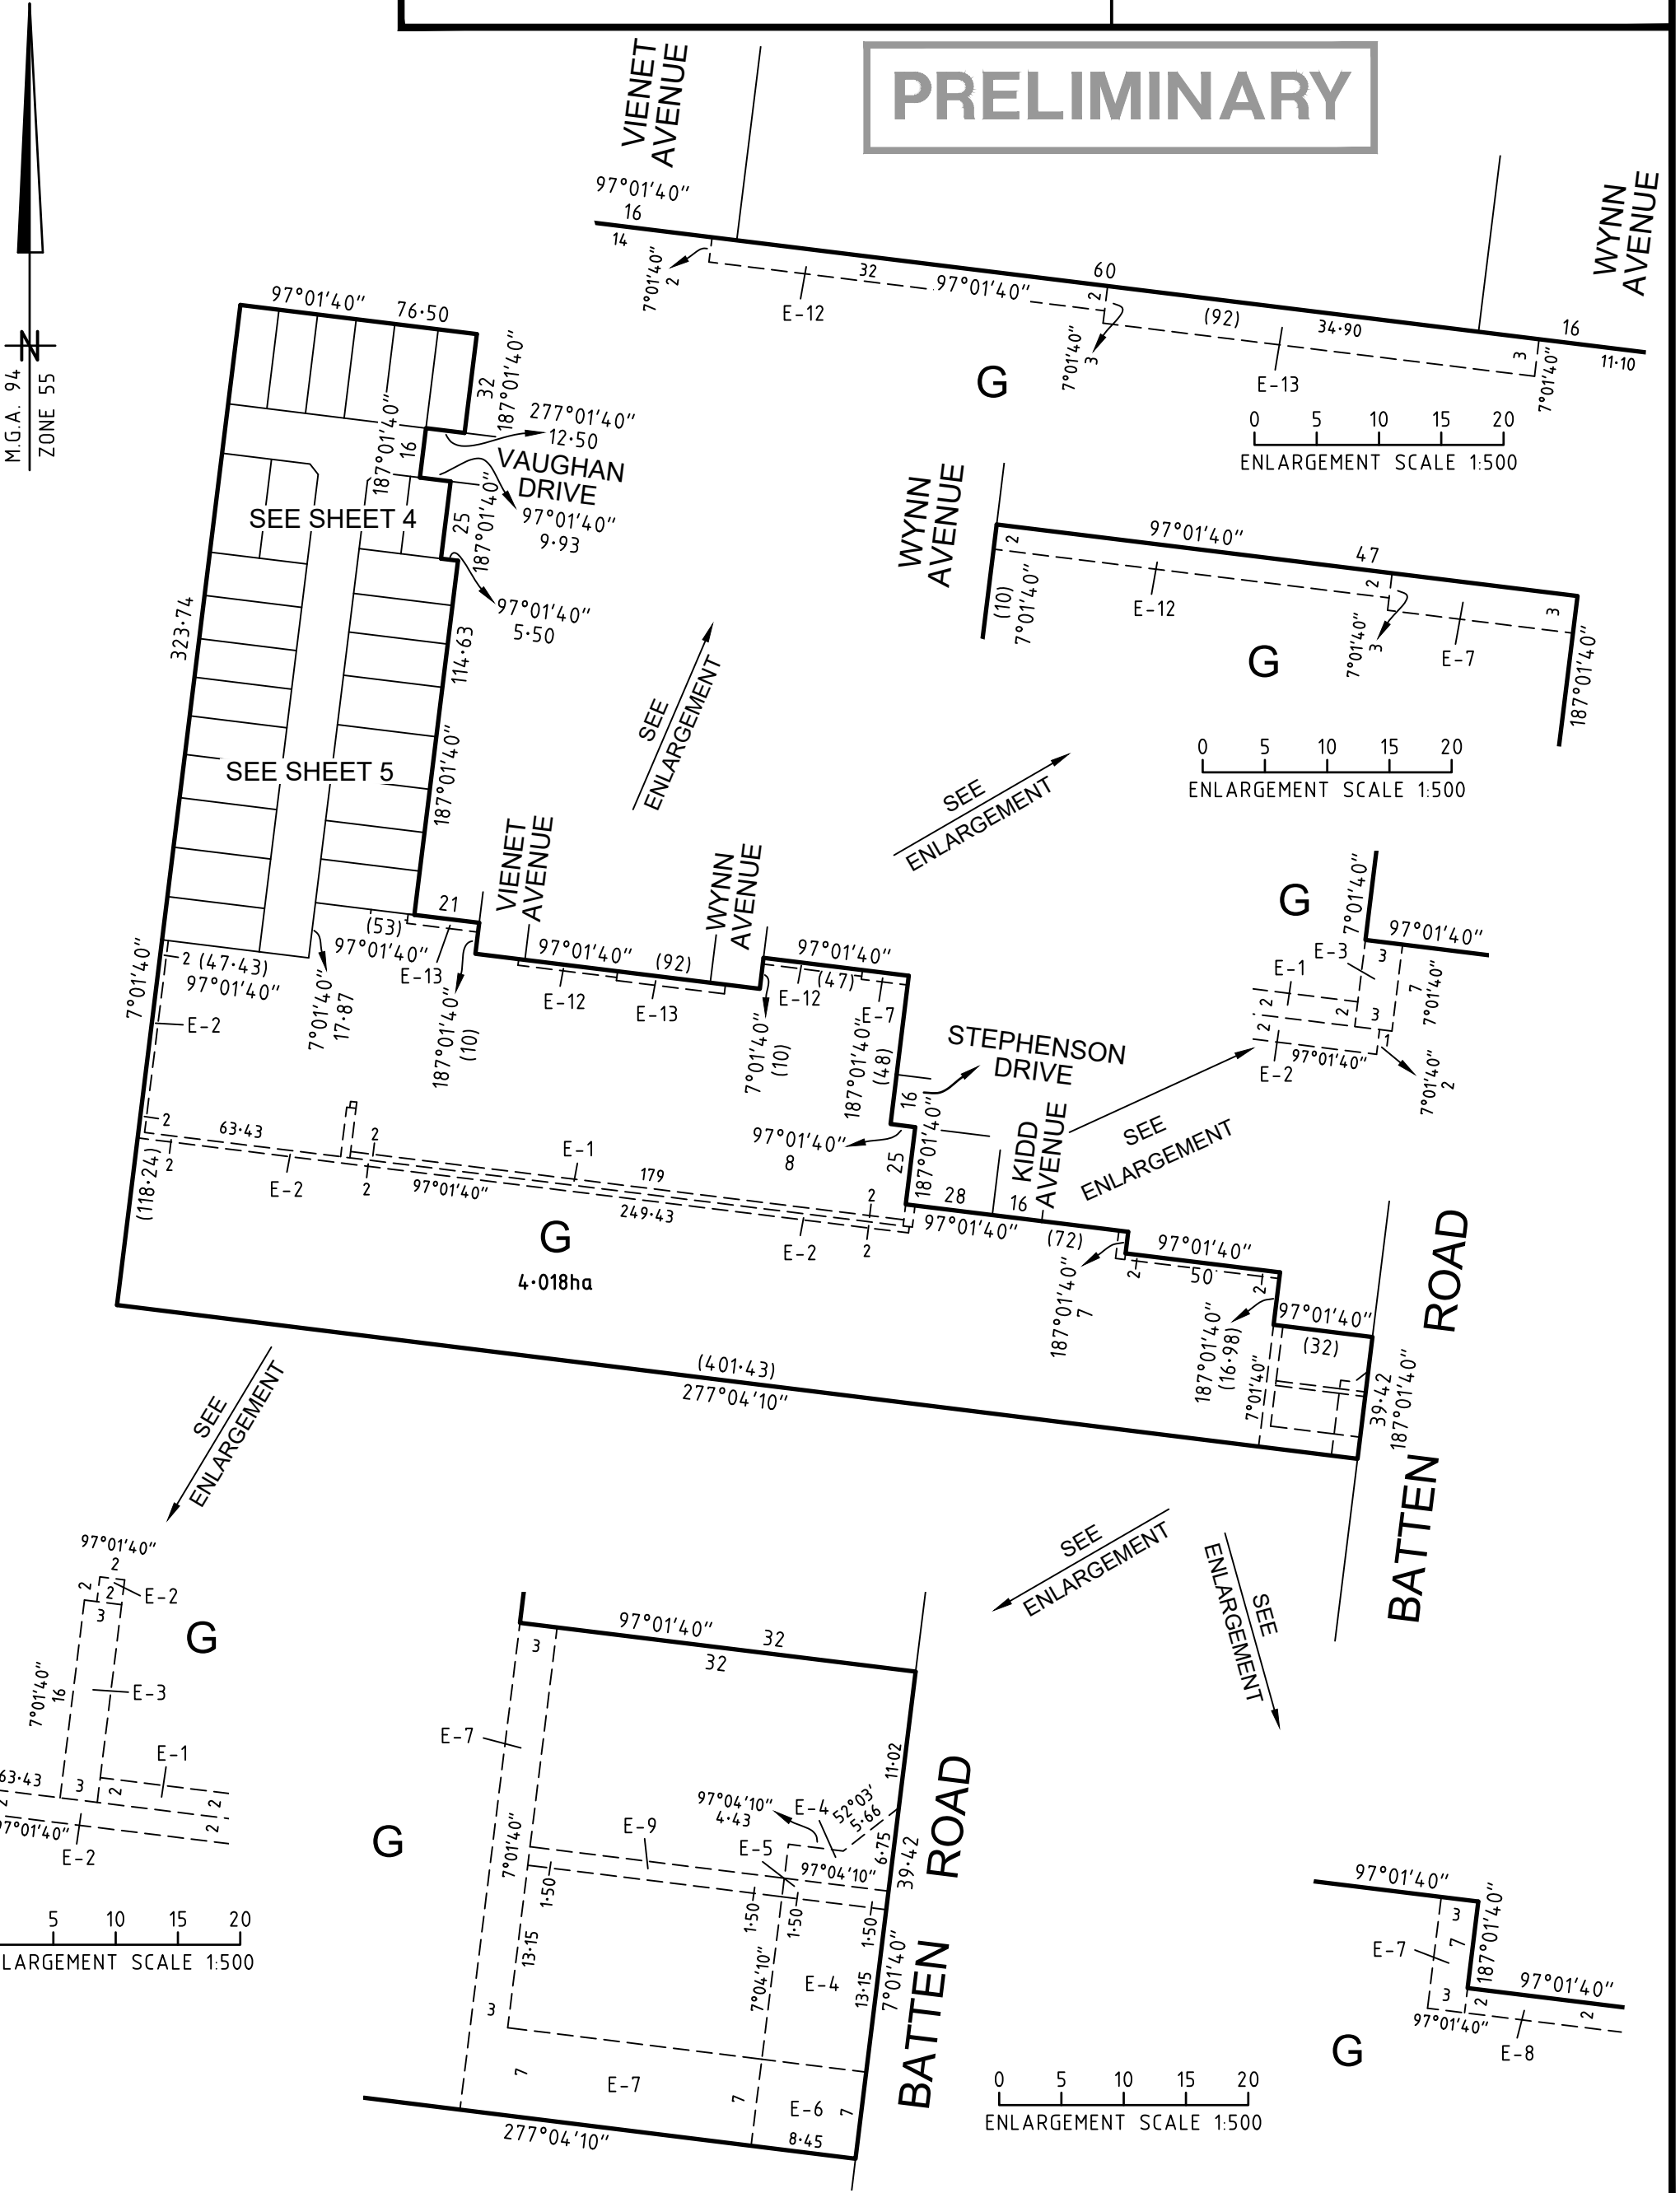 PRELIMINARY
VIENET
AVENUE
WYNN
AVENUE
97°01'40"
16
14
7°01'40"
2
32
97°01'40"
E-12
60
2
7°01'40"
3
(92)
34·90
E-13
3
7°01'40"
16
11·10
G
0 5 10 15 20
ENLARGEMENT SCALE 1:500
M.G.A. 94
ZONE 55
N
97°01'40"
76·50
32
187°01'40"
277°01'40"
12·50
187°01'40"
16
VAUGHAN
DRIVE
97°01'40"
9·93
25
187°01'40"
97°01'40"
5·50
SEE SHEET 4
323·74
114·63
187°01'40"
SEE SHEET 5
WYNN
AVENUE
2
(10)
7°01'40"
97°01'40"
47
E-12
2
7°01'40"
3
E-7
3
187°01'40"
G
0 5 10 15 20
ENLARGEMENT SCALE 1:500
SEE
ENLARGEMENT
SEE
ENLARGEMENT
VIENET
AVENUE
WYNN
AVENUE
21
(53)
97°01'40"
E-13
187°01'40"
(10)
97°01'40"
(92)
E-12
E-13
97°01'40"
(47)
E-12
E-7
7°01'40"
(10)
187°01'40"
(48)
7°01'40"
2
(47·43)
97°01'40"
7°01'40"
17·87
E-2
STEPHENSON
DRIVE
16
187°01'40"
97°01'40"
8
25
KIDD
AVENUE
28
16
97°01'40"
(72)
187°01'40"
7
97°01'40"
2
50
2
187°01'40"
(16·98)
97°01'40"
(32)
7°01'40"
39·42
187°01'40"
BATTEN
ROAD
2
63·43
2
2
E-1
179
2
E-2
2
97°01'40"
249·43
E-2
2
(118·24)
G
4·018ha
(401·43)
277°04'10"
G
7°01'40"
97°01'40"
E-3
3
E-1
7
7°01'40"
2
2
3
2
1
97°01'40"
E-2
7°01'40"
2
SEE
ENLARGEMENT
SEE
ENLARGEMENT
SEE
ENLARGEMENT
SEE
ENLARGEMENT
97°01'40"
2
2
2
E-2
3
G
7°01'40"
16
E-3
E-1
63·43
3
2
2
2
2
97°01'40"
E-2
5 10 15 20
LARGEMENT SCALE 1:500
97°01'40"
32
32
3
E-7
11·02
97°04'10"
4·43
E-4
52°03'
5·66
6·75
39·42
E-9
E-5
97°04'10"
7°01'40"
1·50
1·50
1·50
1·50
13·15
7°04'10"
E-4
13·15
7°01'40"
3
7
E-7
7
E-6
7
8·45
277°04'10"
G
BATTEN
ROAD
97°01'40"
3
7
187°01'40"
E-7
3
2
97°01'40"
97°01'40"
2
E-8
G
0 5 10 15 20
ENLARGEMENT SCALE 1:500